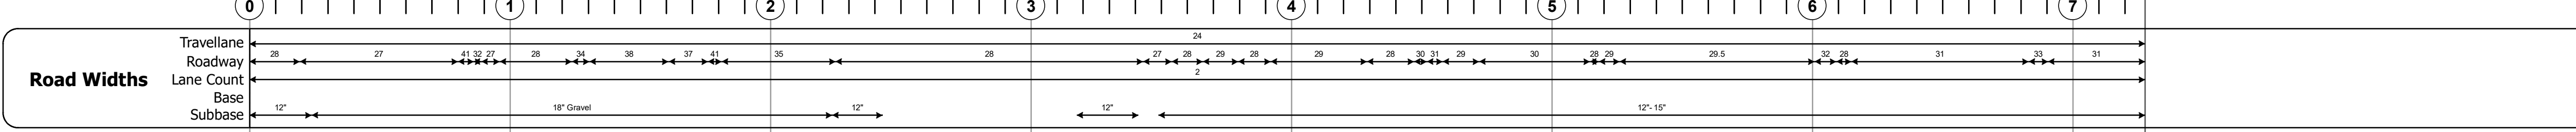 0 1 2 3 4 5 6 7
Road Widths
Travellane 24
Roadway 28 27 41 32 27 28 34 38 37 41 35 28 27 28 29 28 29 28 30 31 29 30 28 29 29.5 32 28 31 33 31
Lane Count 2
Base
Subbase 12" 18" Gravel 12" 12" 12"- 15"